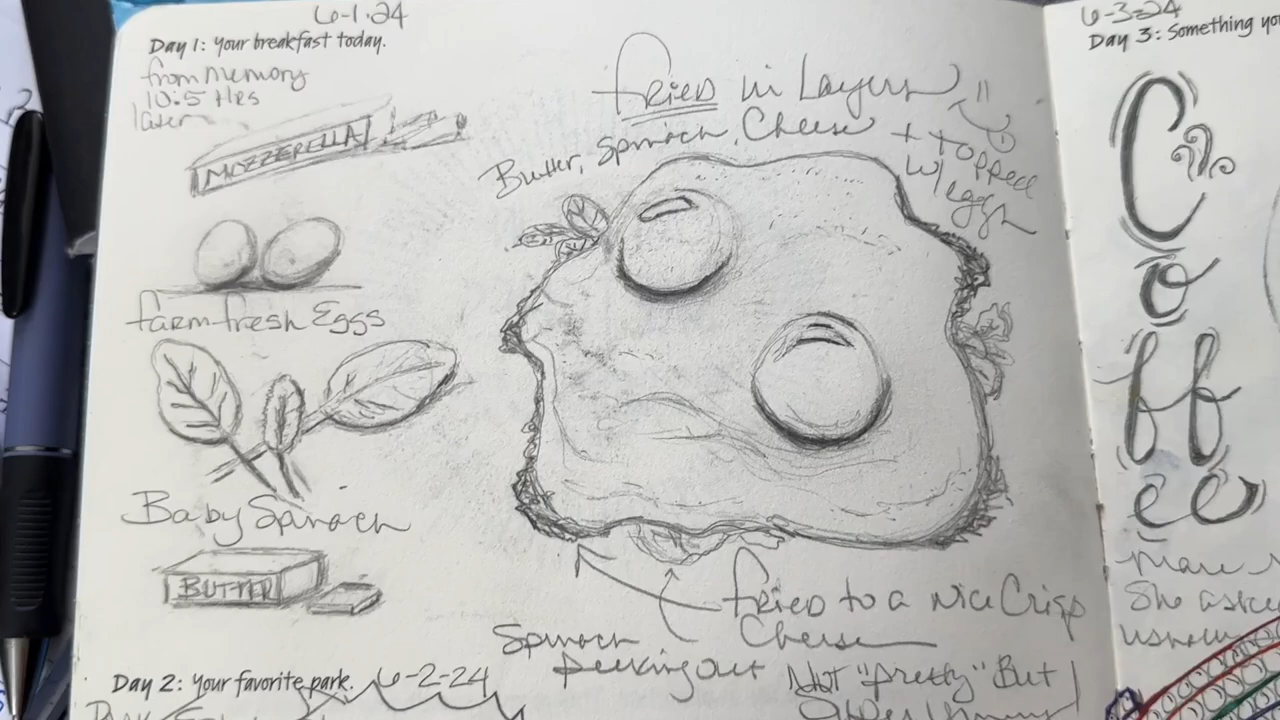 6-1-24
Day 1: Your breakfast today.
from memory
10.5 Hrs
later
MOZZERELLA
farm fresh Eggs
Baby Spinach
BUTTER
fried in Layers
Butter, Spinach, Cheese
+ topped
w/ eggs
fried to a nice Crisp
Cheese
Spinach
peeking out
Not "pretty" But
Day 2: Your favorite park. 6-2-24
6-3-24
Day 3: Something you
Coffee
She